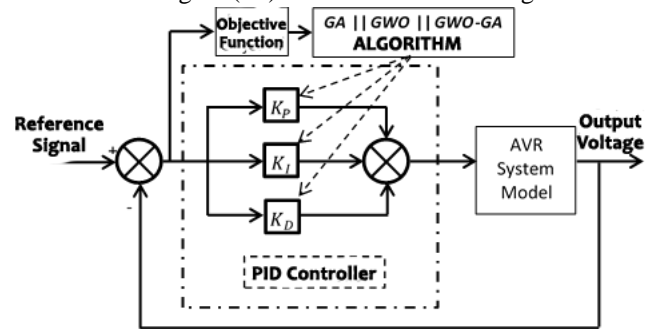 Objective
Function
GA || GWO || GWO-GA
ALGORITHM
Reference
Signal
+
-
K_P
K_I
K_D
PID Controller
AVR
System
Model
Output
Voltage